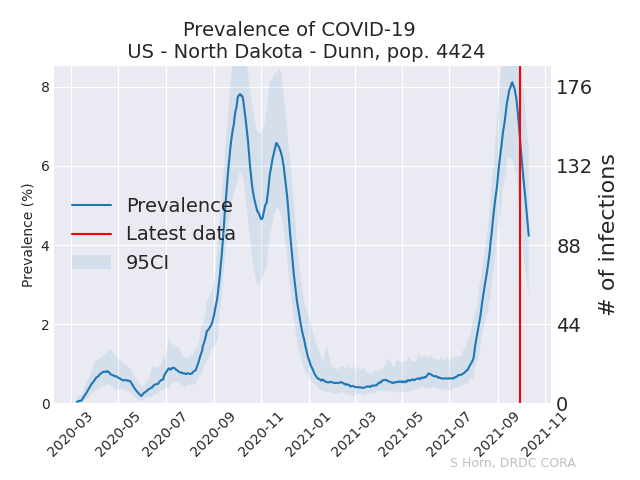 Prevalence of COVID-19
US - North Dakota - Dunn, pop. 4424
Prevalence (%)
8
6
4
2
0
176
132
88
44
0
# of infections
Prevalence
Latest data
95CI
2020-03
2020-05
2020-07
2020-09
2020-11
2021-01
2021-03
2021-05
2021-07
2021-09
2021-11
S Horn, DRDC CORA